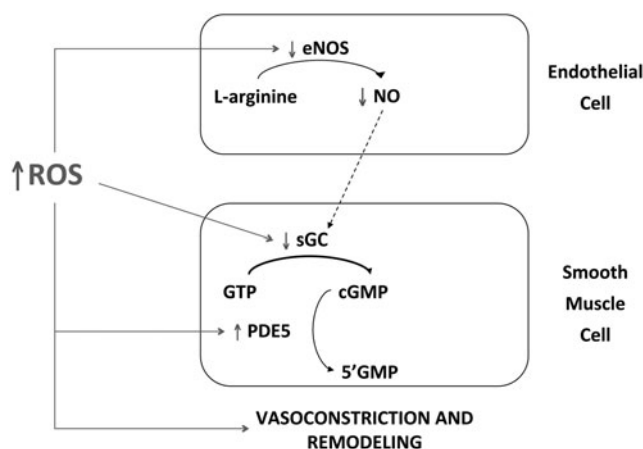 ↓ eNOS
L-arginine ↓ NO
Endothelial
Cell
↑ROS
↓ sGC
GTP cGMP
↑ PDE5
5'GMP
Smooth
Muscle
Cell
VASOCONSTRICTION AND
REMODELING